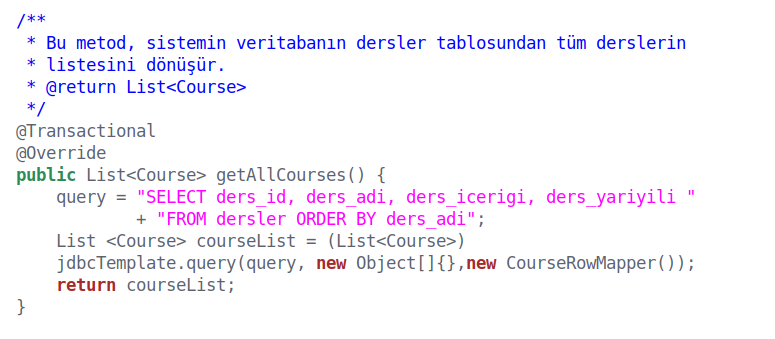 /**
 * Bu metod, sistemin veritabanın dersler tablosundan tüm derslerin
 * listesini dönüşür.
 * @return List<Course>
 */
@Transactional
@Override
public List<Course> getAllCourses() {
    query = "SELECT ders_id, ders_adi, ders_icerigi, ders_yariyili "
            + "FROM dersler ORDER BY ders_adi";
    List <Course> courseList = (List<Course>)
    jdbcTemplate.query(query, new Object[]{},new CourseRowMapper());
    return courseList;
}